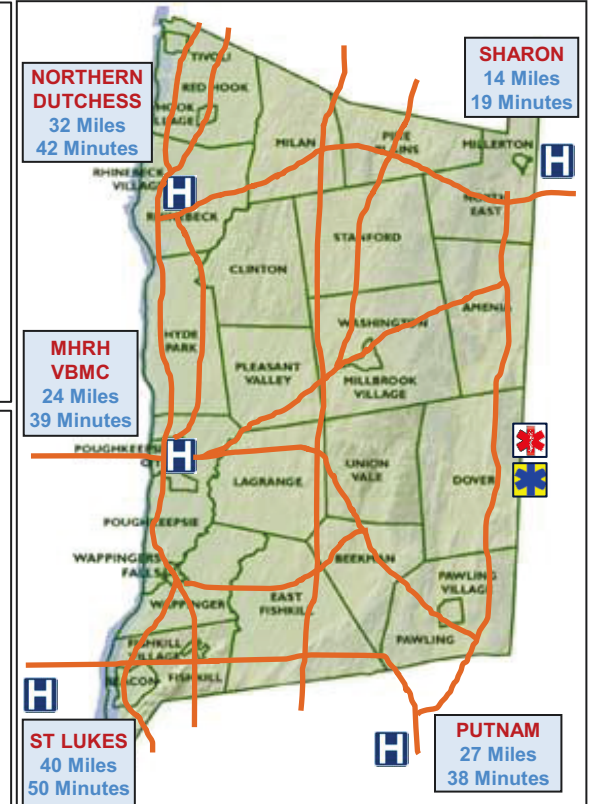 TIVOLI
SHARON
14 Miles
19 Minutes
NORTHERN
DUTCHESS
32 Miles
42 Minutes
RED HOOK
MILAN
PINE
PLAINS
MILLERTON
H
RHINEBECK
VILLAGE
H
RHINEBECK
NORTH
EAST
STANFORD
CLINTON
AMENIA
WASHINGTON
HYDE
PARK
MHRH
VBMC
24 Miles
39 Minutes
PLEASANT
VALLEY
MILLBROOK
VILLAGE
POUGHKEEPSIE
H
UNION
VALE
LAGRANGE
DOVER
POUGHKEEPSIE
WAPPINGERS
FALLS
BEEKMAN
PAWLING
VILLAGE
WAPPINGER
EAST
FISHKILL
PAWLING
FISHKILL
VILLAGE
BEACON
FISHKILL
H
ST LUKES
40 Miles
50 Minutes
H
PUTNAM
27 Miles
38 Minutes